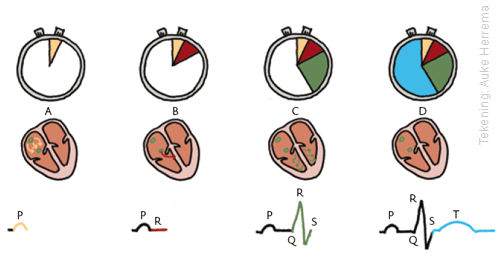 A B C D
P
P R
P Q R S
P Q R S T
Tekening: Auke Herrema